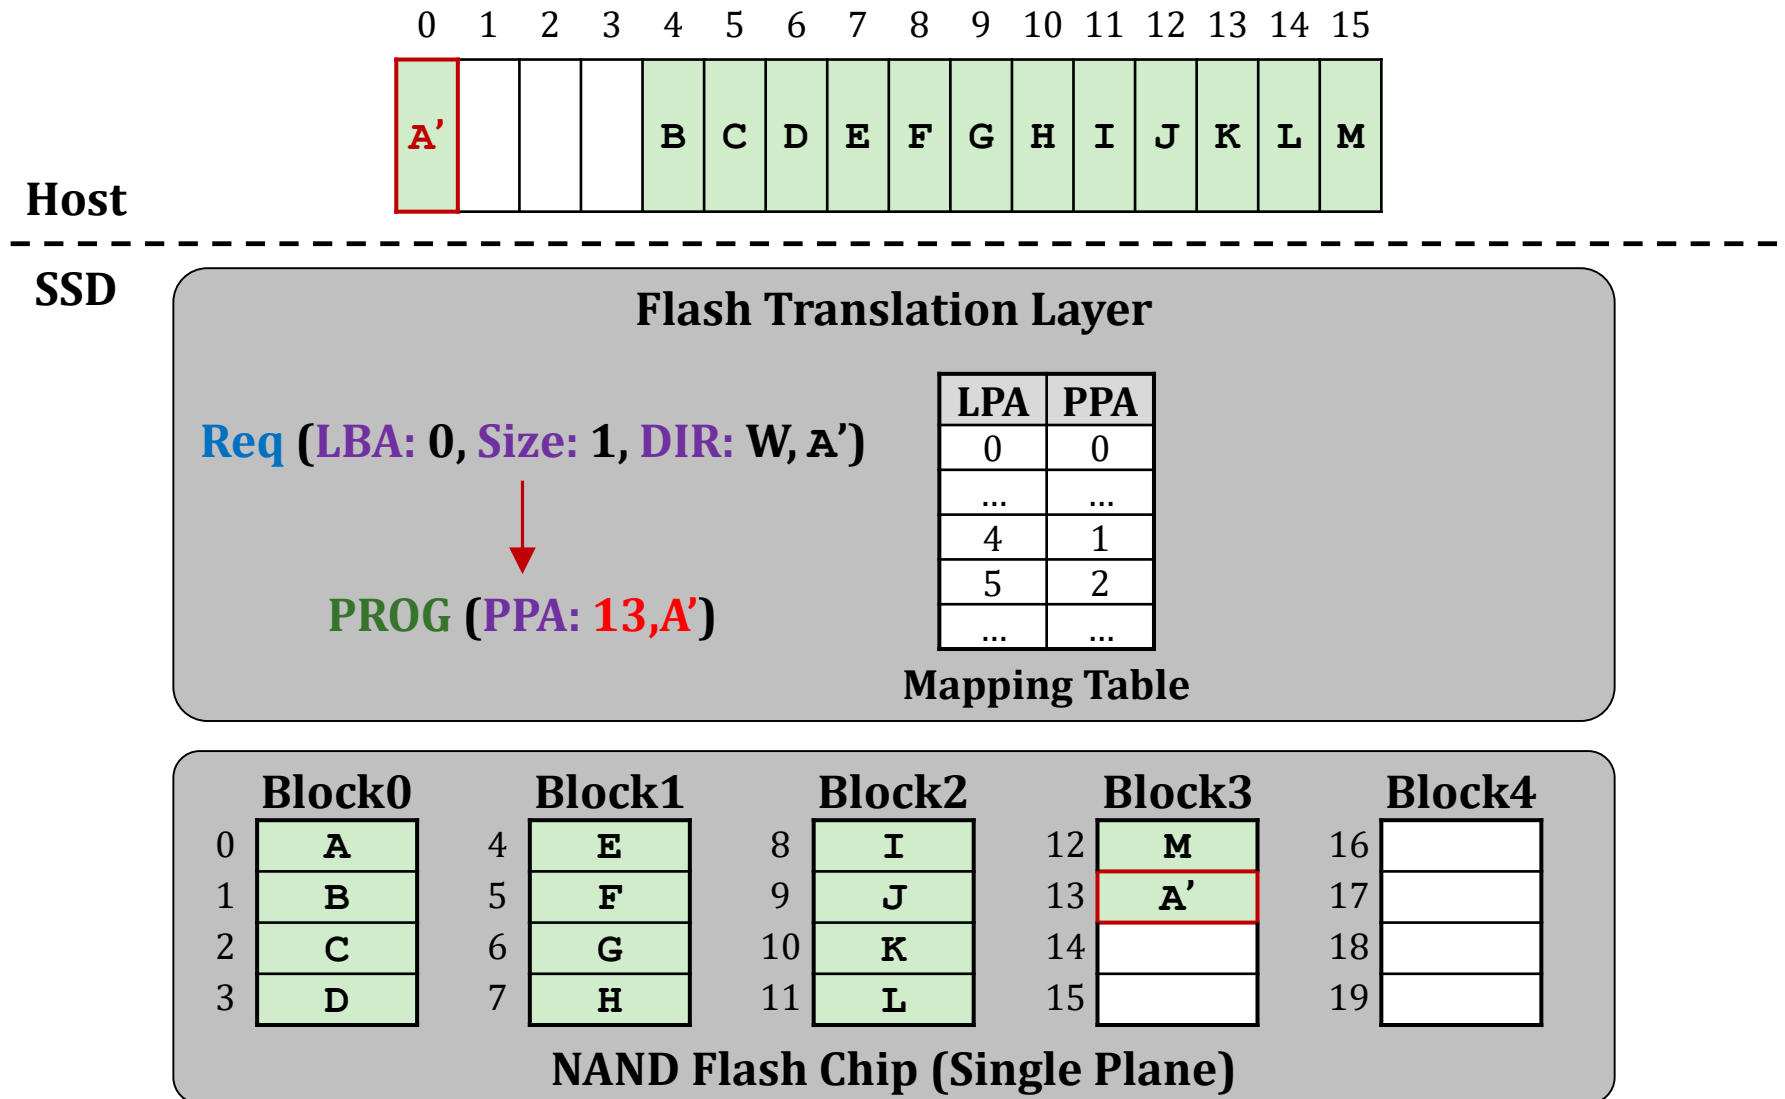 0 1 2 3 4 5 6 7 8 9 10 11 12 13 14 15
A’ B C D E F G H I J K L M
Host
SSD
Flash Translation Layer
Req (LBA: 0, Size: 1, DIR: W, A’)
PROG (PPA: 13,A’)
LPA PPA
0 0
... ...
4 1
5 2
... ...
Mapping Table
Block0 Block1 Block2 Block3 Block4
0 A 4 E 8 I 12 M 16
1 B 5 F 9 J 13 A’ 17
2 C 6 G 10 K 14 18
3 D 7 H 11 L 15 19
NAND Flash Chip (Single Plane)